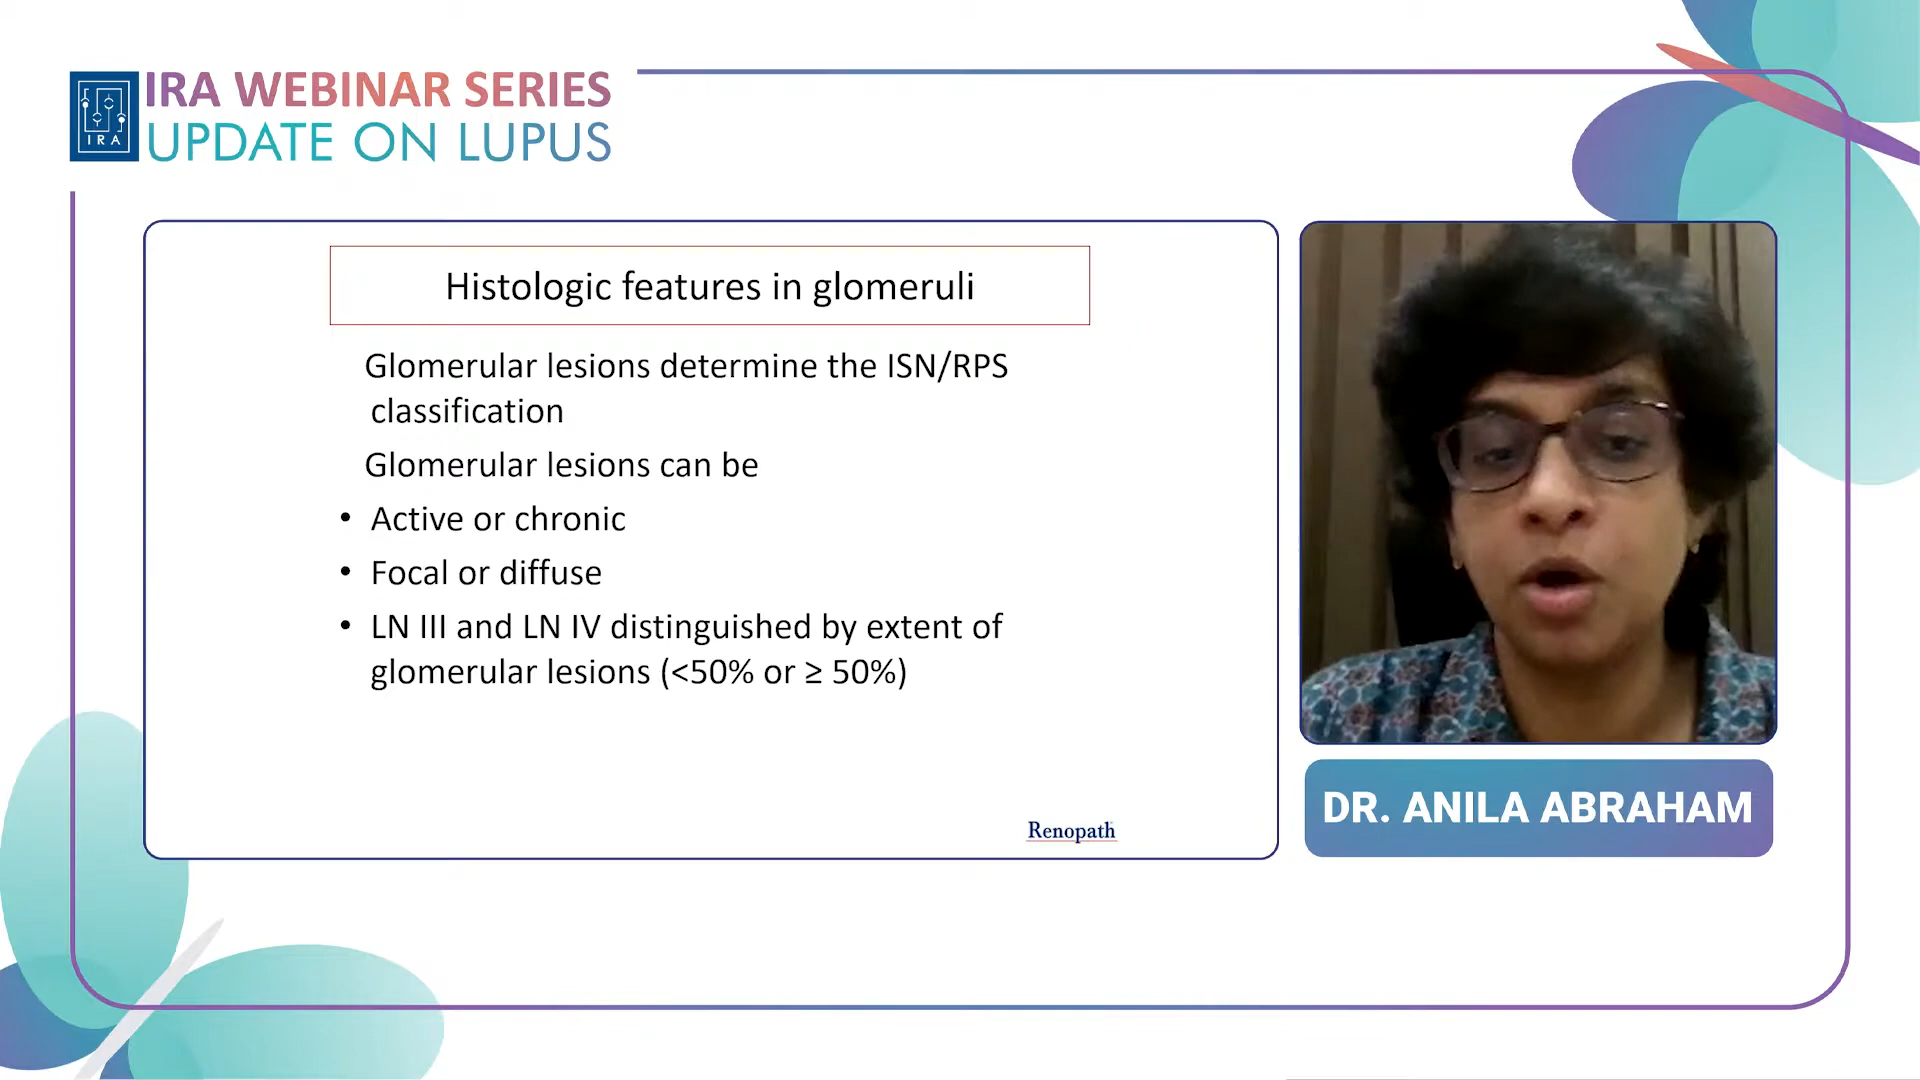 IRA WEBINAR SERIES
UPDATE ON LUPUS
IRA
Histologic features in glomeruli
Glomerular lesions determine the ISN/RPS
classification
Glomerular lesions can be
• Active or chronic
• Focal or diffuse
• LN III and LN IV distinguished by extent of
glomerular lesions (<50% or ≥ 50%)
Renopath
DR. ANILA ABRAHAM